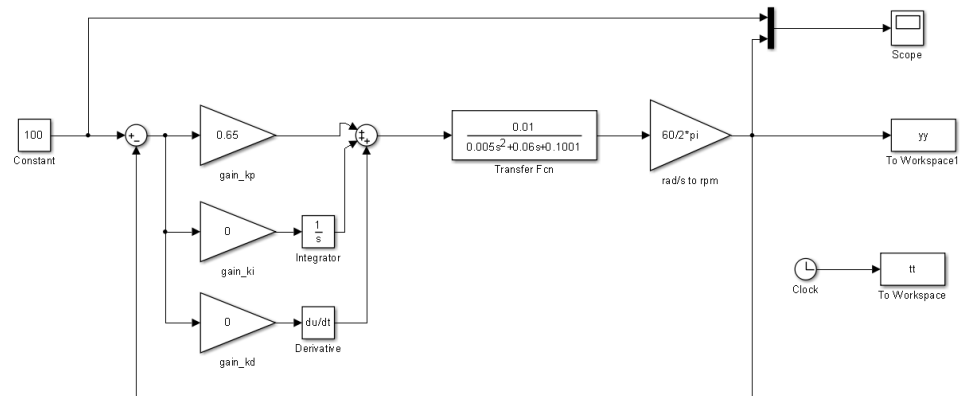 Scope
100
Constant
+
−
0.65
gain_kp
+
+
+
0.01
0.005s²+0.06s+0.1001
Transfer Fcn
60/2*pi
rad/s to rpm
yy
To Workspace1
0
gain_ki
1
s
Integrator
Clock
tt
To Workspace
0
gain_kd
du/dt
Derivative